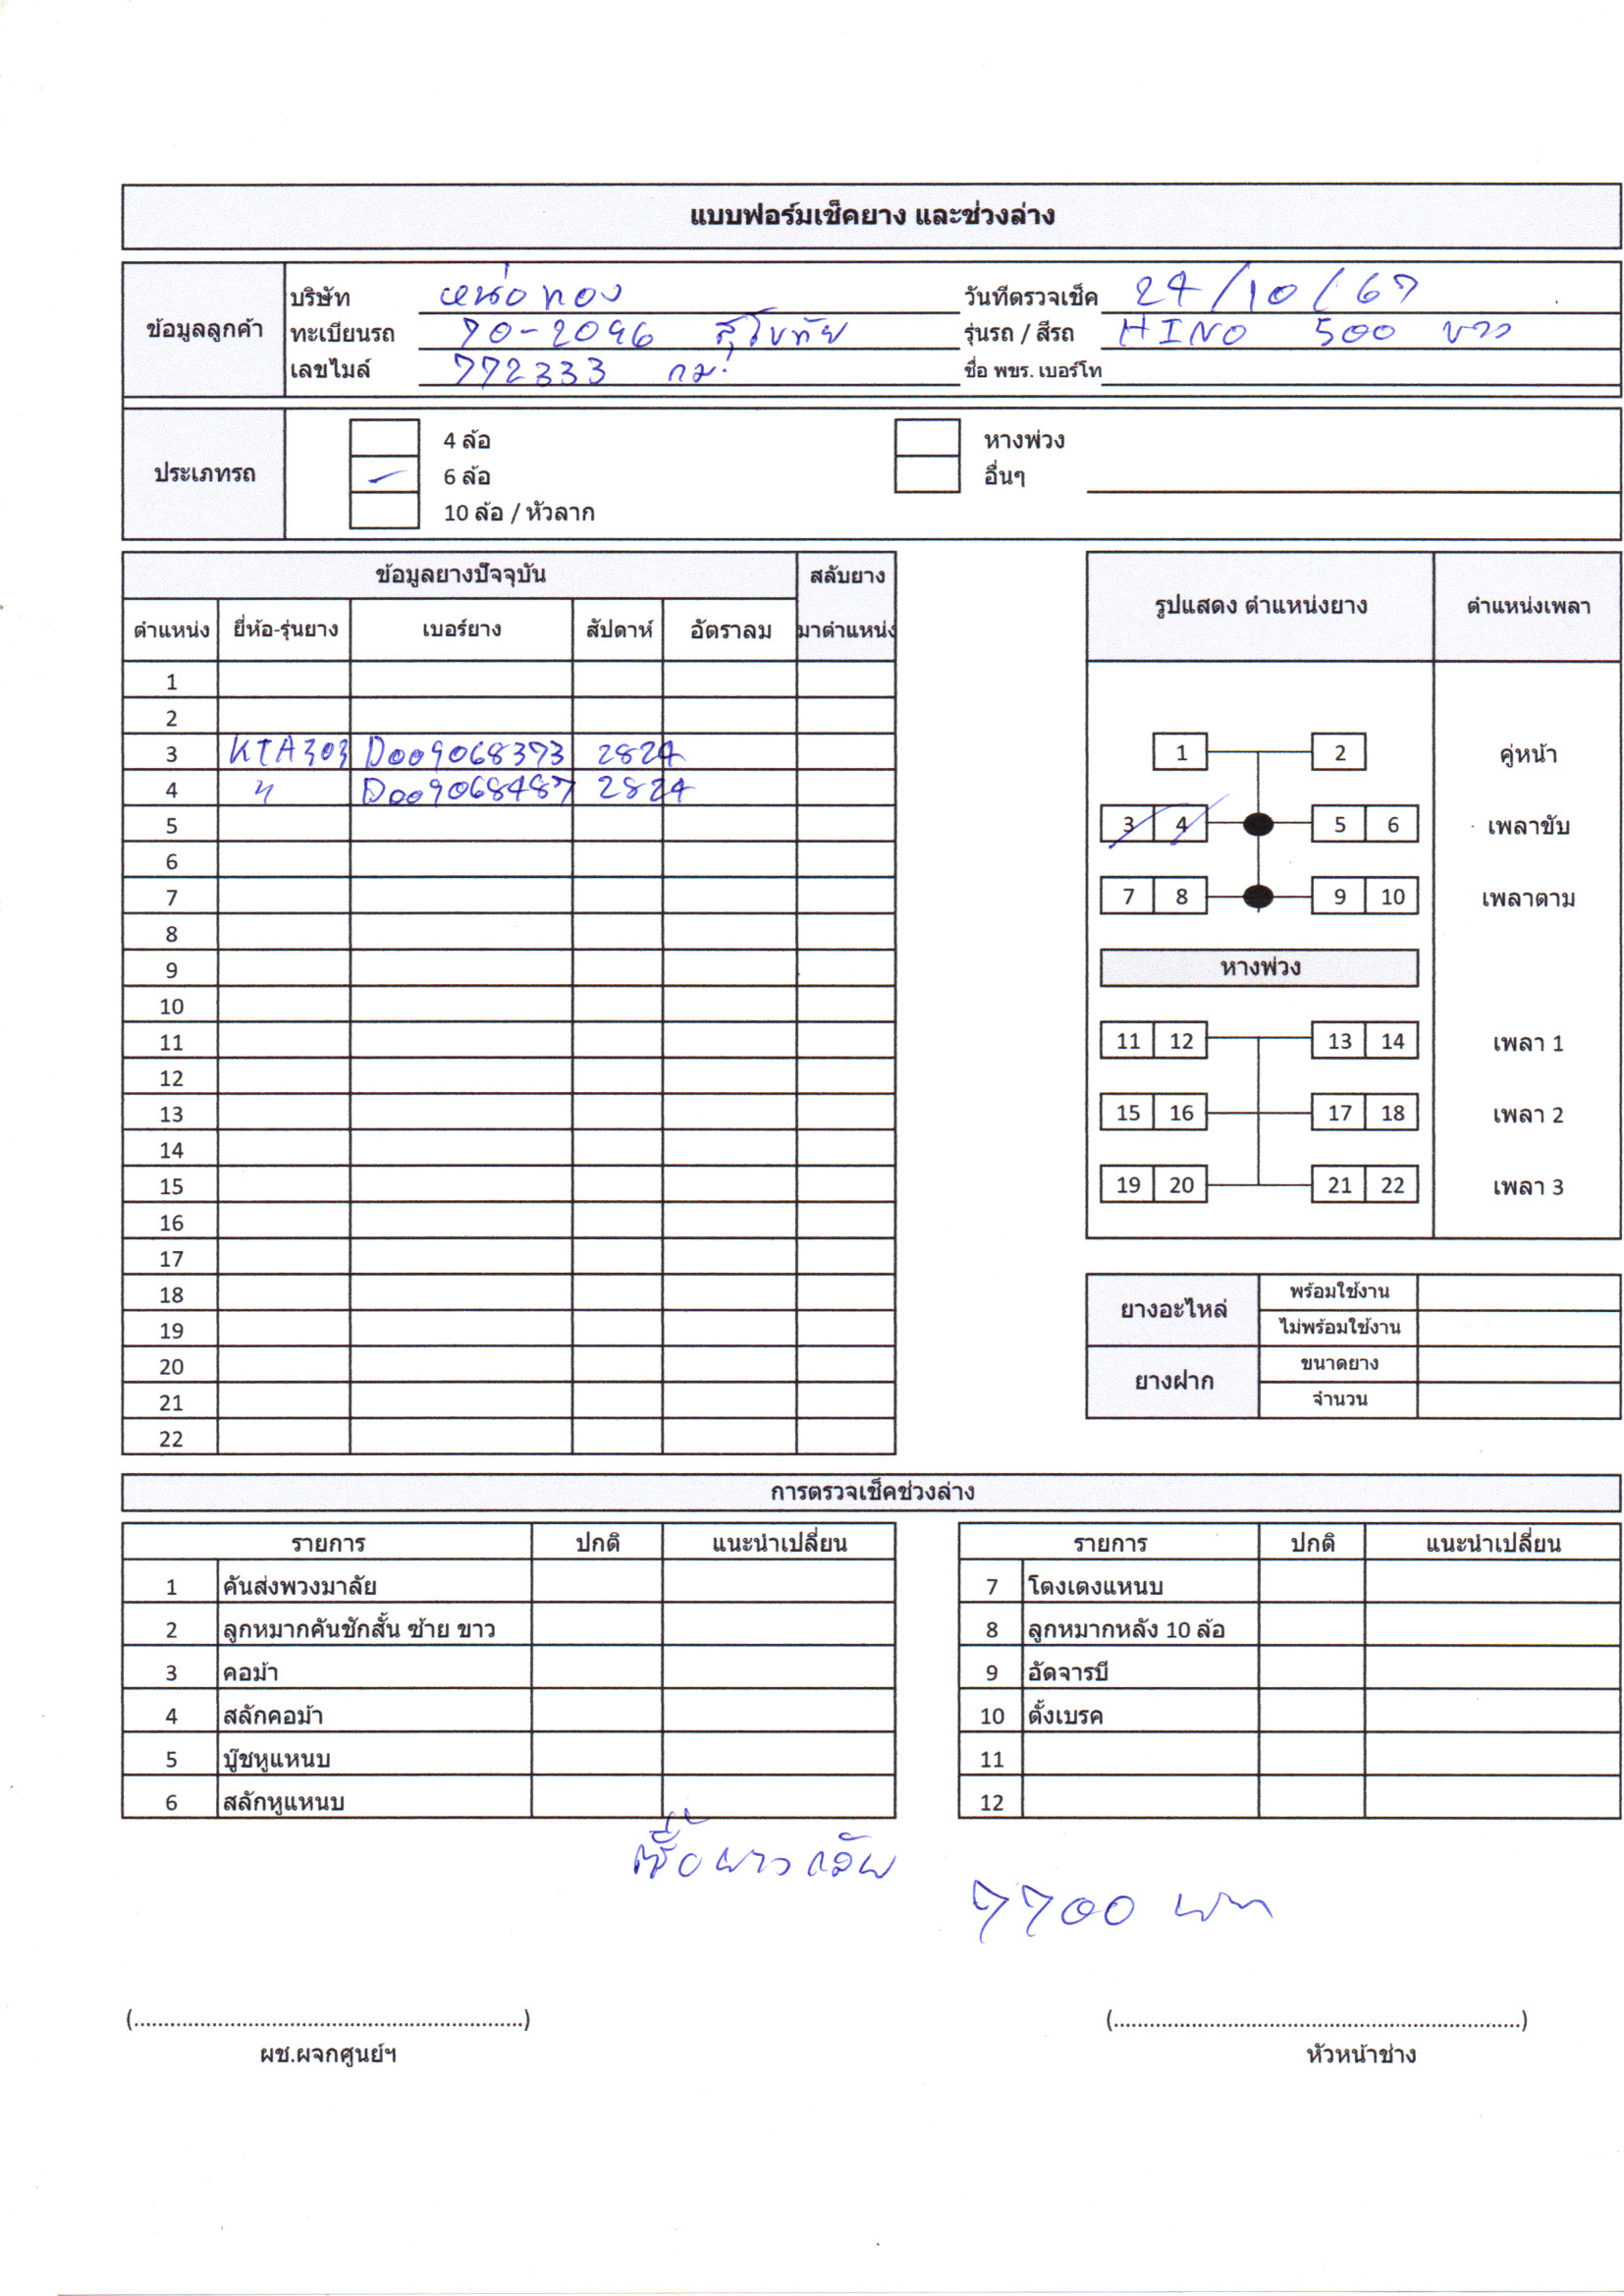 แบบฟอร์มเช็คยาง และช่วงล่าง
ข้อมูลลูกค้า
บริษัท เหน่อทอง วันที่ตรวจเช็ค 24/10/67
ทะเบียนรถ 70-2096 สุโขทัย รุ่นรถ / สีรถ HINO 500 ขาว
เลขไมล์ 772333 กม. ชื่อ พขร. เบอร์โท
ประเภทรถ
4 ล้อ หางพ่วง
6 ล้อ อื่นๆ
10 ล้อ / หัวลาก
ข้อมูลยางปัจจุบัน สลับยาง
ตำแหน่ง ยี่ห้อ-รุ่นยาง เบอร์ยาง สัปดาห์ อัตราลม มาตำแหน่ง
1
2
3 KTA303 D009068373 2824
4 " D009068487 2824
5
6
7
8
9
10
11
12
13
14
15
16
17
18
19
20
21
22
รูปแสดง ตำแหน่งยาง ตำแหน่งเพลา
1 2 คู่หน้า
3 4 5 6 เพลาขับ
7 8 9 10 เพลาตาม
หางพ่วง
11 12 13 14 เพลา 1
15 16 17 18 เพลา 2
19 20 21 22 เพลา 3
ยางอะไหล่ พร้อมใช้งาน
ไม่พร้อมใช้งาน
ยางฝาก ขนาดยาง
จำนวน
การตรวจเช็คช่วงล่าง
รายการ ปกติ แนะนำเปลี่ยน รายการ ปกติ แนะนำเปลี่ยน
1 คันส่งพวงมาลัย 7 โตงเตงแหนบ
2 ลูกหมากคันชักสั้น ซ้าย ขาว 8 ลูกหมากหลัง 10 ล้อ
3 คอม้า 9 อัดจารบี
4 สลักคอม้า 10 ตั้งเบรค
5 บู๊ชหูแหนบ 11
6 สลักหูแหนบ 12
7700 บาท
(.................................................................) (....................................................................)
ผช.ผจกศูนย์ฯ หัวหน้าช่าง